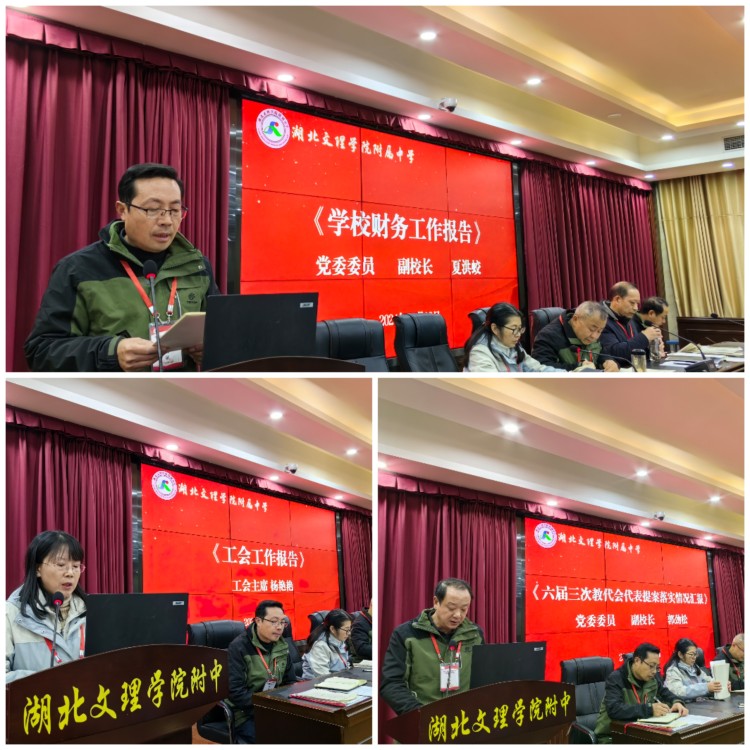 湖北文理学院附属中学
《学校财务工作报告》
党委委员 副校长 夏洪蛟
湖北文理学院附属中学
《工会工作报告》
工会主席 杨艳艳
湖北文理学院附中
湖北文理学院附属中学
《六届三次教代会代表提案落实情况汇报》
党委委员 副校长
湖北文理学院附中